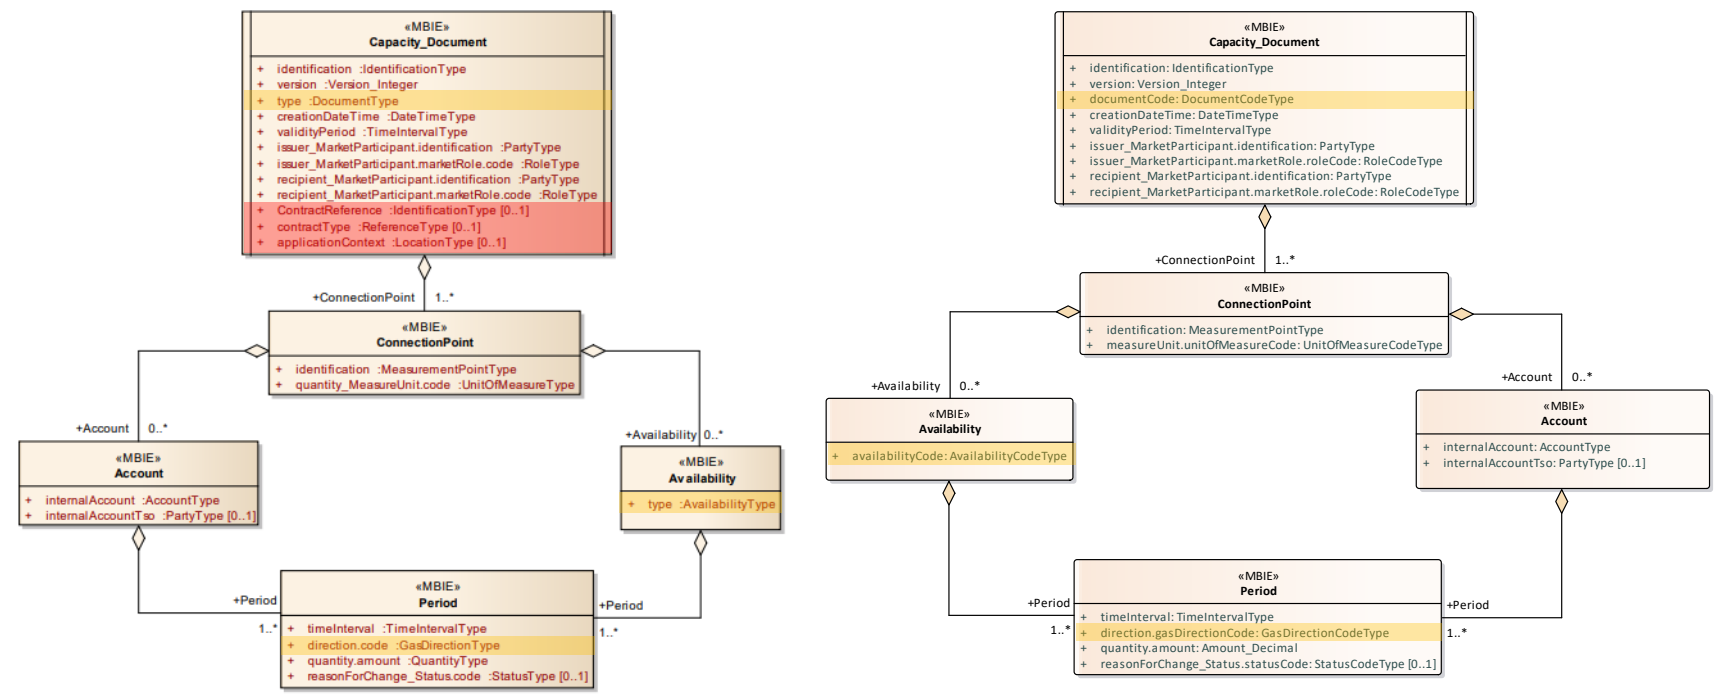 «MBIE»
Capacity_Document
+ identification :IdentificationType
+ version :Version_Integer
+ type :DocumentType
+ creationDateTime :DateTimeType
+ validityPeriod :TimeIntervalType
+ issuer_MarketParticipant.identification :PartyType
+ issuer_MarketParticipant.marketRole.code :RoleType
+ recipient_MarketParticipant.identification :PartyType
+ recipient_MarketParticipant.marketRole.code :RoleType
+ ContractReference :IdentificationType [0..1]
+ contractType :ReferenceType [0..1]
+ applicationContext :LocationType [0..1]
+ConnectionPoint 1..*
«MBIE»
ConnectionPoint
+ identification :MeasurementPointType
+ quantity_MeasureUnit.code :UnitOfMeasureType
+Account 0..*
«MBIE»
Account
+ internalAccount :AccountType
+ internalAccountTso :PartyType [0..1]
+Availability 0..*
«MBIE»
Availability
+ type :AvailabilityType
+Period
1..*
+Period
1..*
«MBIE»
Period
+ timeInterval :TimeIntervalType
+ direction.code :GasDirectionType
+ quantity.amount :QuantityType
+ reasonForChange_Status.code :StatusType [0..1]
«MBIE»
Capacity_Document
+ identification: IdentificationType
+ version: Version_Integer
+ documentCode: DocumentCodeType
+ creationDateTime: DateTimeType
+ validityPeriod: TimeIntervalType
+ issuer_MarketParticipant.identification: PartyType
+ issuer_MarketParticipant.marketRole.roleCode: RoleCodeType
+ recipient_MarketParticipant.identification: PartyType
+ recipient_MarketParticipant.marketRole.roleCode: RoleCodeType
+ConnectionPoint 1..*
«MBIE»
ConnectionPoint
+ identification: MeasurementPointType
+ measureUnit.unitOfMeasureCode: UnitOfMeasureCodeType
+Availability 0..*
«MBIE»
Availability
+ availabilityCode: AvailabilityCodeType
+Account 0..*
«MBIE»
Account
+ internalAccount: AccountType
+ internalAccountTso: PartyType [0..1]
+Period
1..*
+Period
1..*
«MBIE»
Period
+ timeInterval: TimeIntervalType
+ direction.gasDirectionCode: GasDirectionCodeType
+ quantity.amount: Amount_Decimal
+ reasonForChange_Status.statusCode: StatusCodeType [0..1]